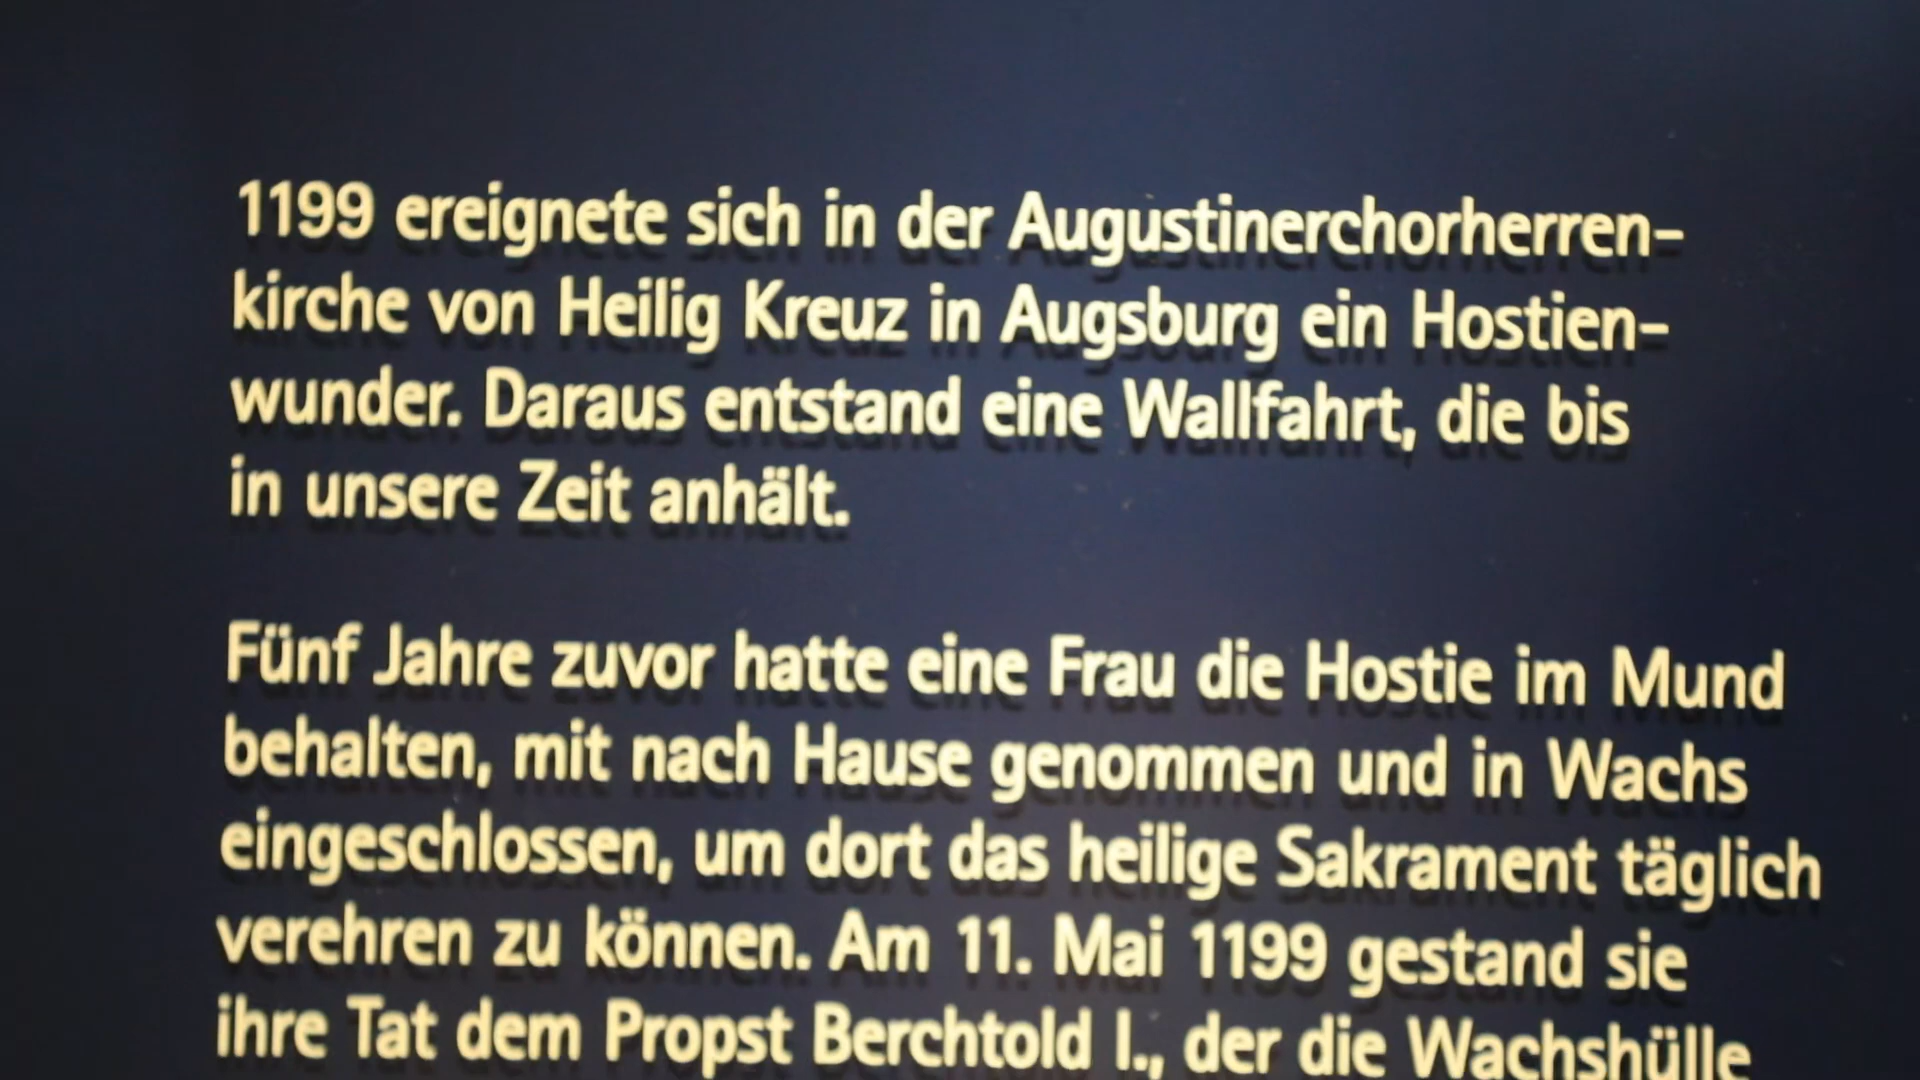 1199 ereignete sich in der Augustinerchorherren-
kirche von Heilig Kreuz in Augsburg ein Hostien-
wunder. Daraus entstand eine Wallfahrt, die bis
in unsere Zeit anhält.
Fünf Jahre zuvor hatte eine Frau die Hostie im Mund
behalten, mit nach Hause genommen und in Wachs
eingeschlossen, um dort das heilige Sakrament täglich
verehren zu können. Am 11. Mai 1199 gestand sie
ihre Tat dem Propst Berchtold I., der die Wachshülle